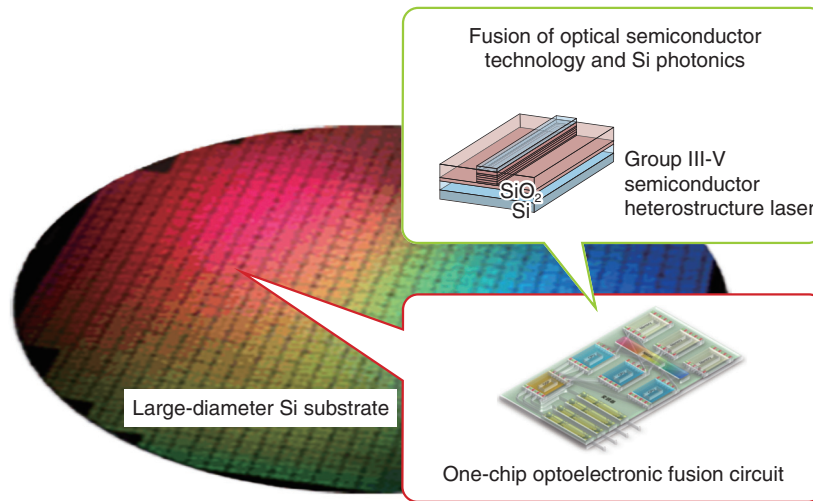 Fusion of optical semiconductor
technology and Si photonics
Group III-V
semiconductor
heterostructure laser
SiO₂
Si
Large-diameter Si substrate
One-chip optoelectronic fusion circuit